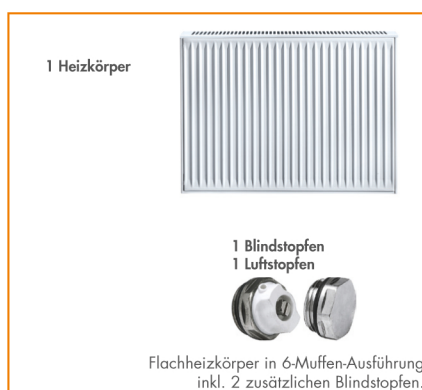 1 Heizkörper
1 Blindstopfen
1 Luftstopfen
Flachheizkörper in 6-Muffen-Ausführung
inkl. 2 zusätzlichen Blindstopfen.